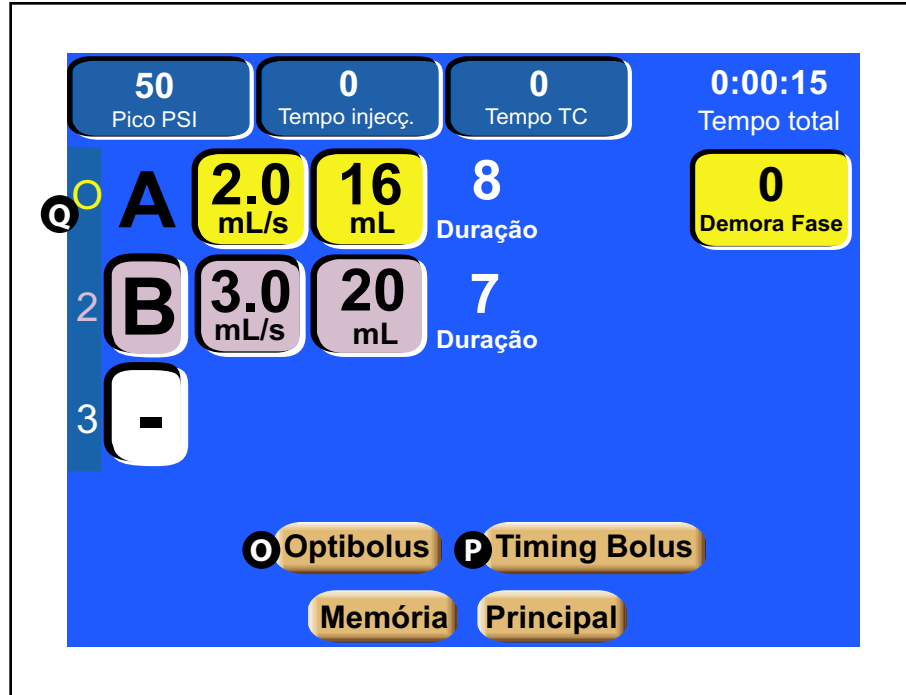 50 0 0 0:00:15
Pico PSI Tempo injecç. Tempo TC Tempo total
Q O A 2.0 mL/s 16 mL 8 Duração 0 Demora Fase
2 B 3.0 mL/s 20 mL 7 Duração
3 -
O Optibolus P Timing Bolus
Memória Principal